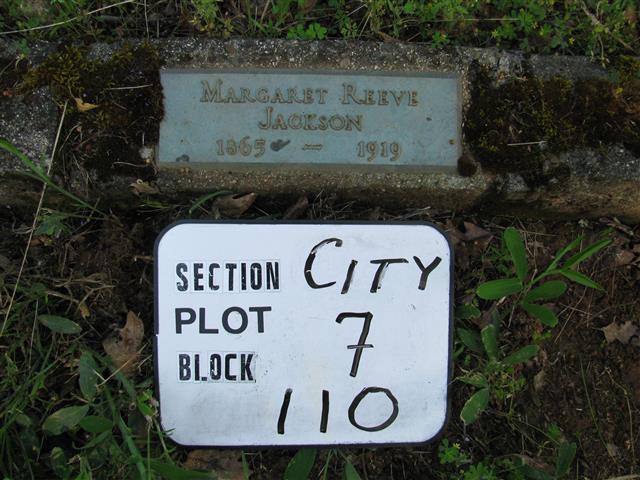 Margaret Reeve
Jackson
1865 ~ 1919
SECTION CITY
PLOT 7
BLOCK
110